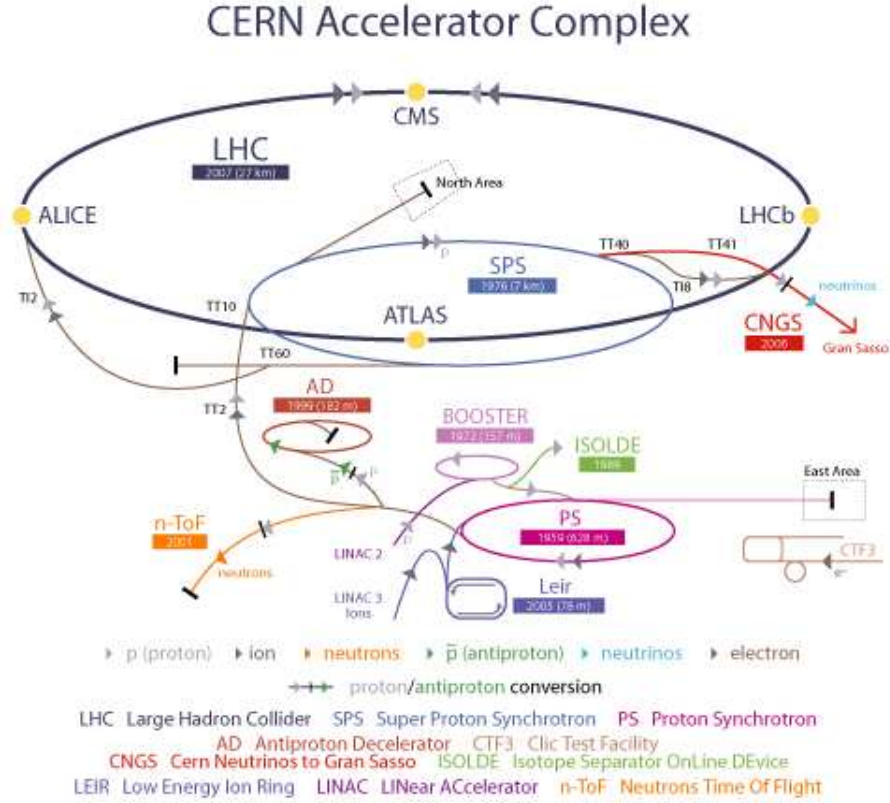 CERN Accelerator Complex
CMS
LHC
2007 (27 km)
North Area
ALICE
LHCb
TT40
TT41
p
SPS
1976 (7 km)
TI8
neutrinos
TI2
TT10
ATLAS
CNGS
2006
Gran Sasso
TT60
AD
1999 (182 m)
TT2
BOOSTER
1972 (157 m)
ISOLDE
1989
p
p̄
East Area
n-ToF
2001
PS
1959 (628 m)
LINAC 2
p
neutrons
CTF3
e-
LINAC 3
Ions
Leir
2005 (78 m)
p (proton) ion neutrons p̄ (antiproton) neutrinos electron
proton/antiproton conversion
LHC Large Hadron Collider SPS Super Proton Synchrotron PS Proton Synchrotron
AD Antiproton Decelerator CTF3 Clic Test Facility
CNGS Cern Neutrinos to Gran Sasso ISOLDE Isotope Separator OnLine DEvice
LEIR Low Energy Ion Ring LINAC LINear ACcelerator n-ToF Neutrons Time Of Flight